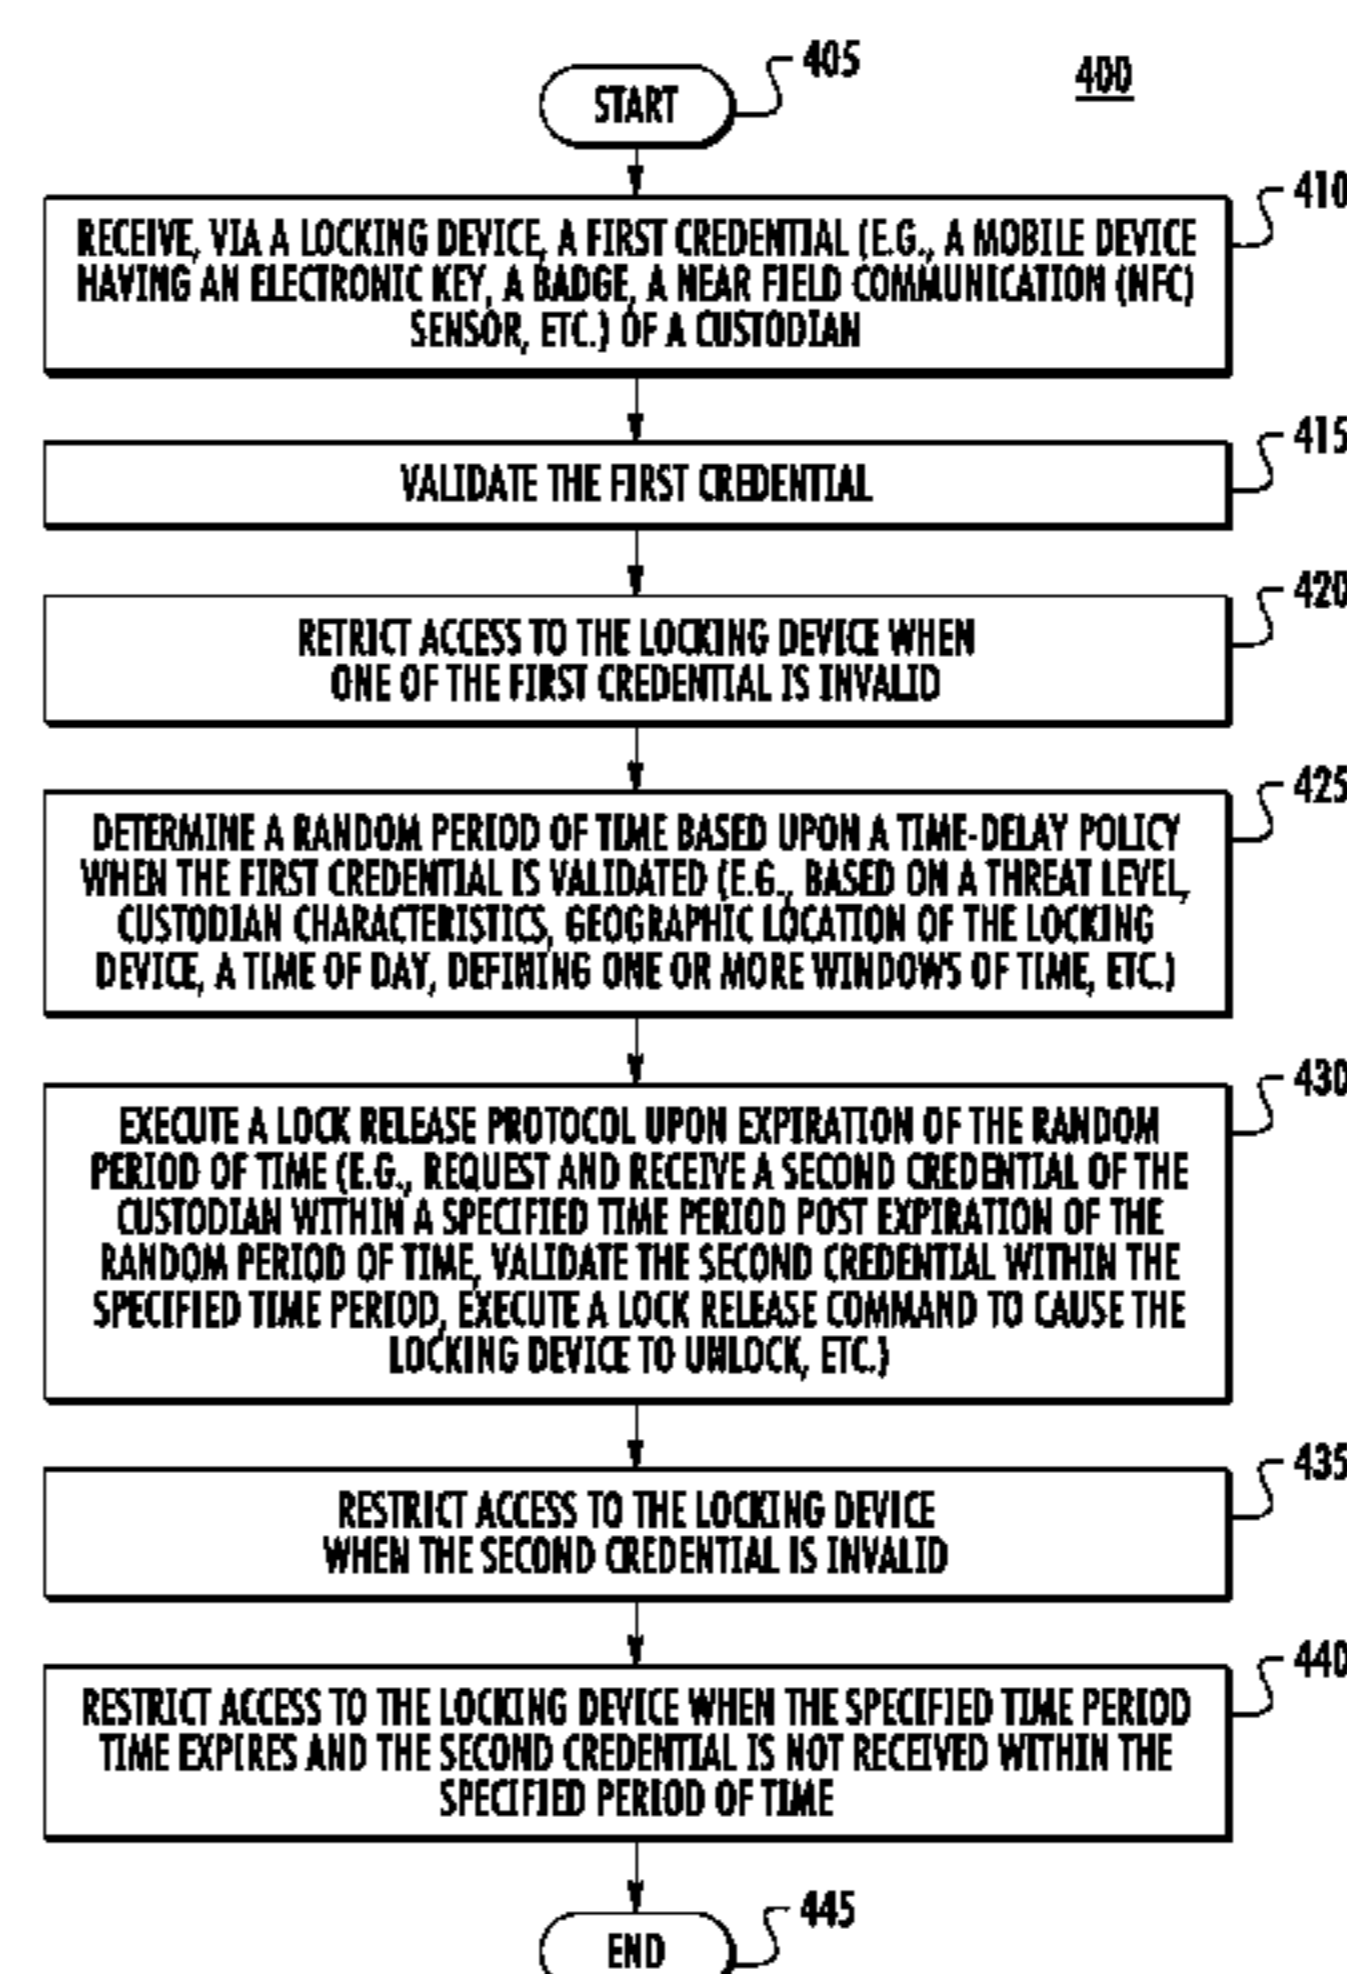 405
400
START
410
RECEIVE, VIA A LOCKING DEVICE, A FIRST CREDENTIAL (E.G., A MOBILE DEVICE
HAVING AN ELECTRONIC KEY, A BADGE, A NEAR FIELD COMMUNICATION (NFC)
SENSOR, ETC.) OF A CUSTODIAN
415
VALIDATE THE FIRST CREDENTIAL
420
RETRICT ACCESS TO THE LOCKING DEVICE WHEN
ONE OF THE FIRST CREDENTIAL IS INVALID
425
DETERMINE A RANDOM PERIOD OF TIME BASED UPON A TIME-DELAY POLICY
WHEN THE FIRST CREDENTIAL IS VALIDATED (E.G., BASED ON A THREAT LEVEL,
CUSTODIAN CHARACTERISTICS, GEOGRAPHIC LOCATION OF THE LOCKING
DEVICE, A TIME OF DAY, DEFINING ONE OR MORE WINDOWS OF TIME, ETC.)
430
EXECUTE A LOCK RELEASE PROTOCOL UPON EXPIRATION OF THE RANDOM
PERIOD OF TIME (E.G., REQUEST AND RECEIVE A SECOND CREDENTIAL OF THE
CUSTODIAN WITHIN A SPECIFIED TIME PERIOD POST EXPIRATION OF THE
RANDOM PERIOD OF TIME, VALIDATE THE SECOND CREDENTIAL WITHIN THE
SPECIFIED TIME PERIOD, EXECUTE A LOCK RELEASE COMMAND TO CAUSE THE
LOCKING DEVICE TO UNLOCK, ETC.)
435
RESTRICT ACCESS TO THE LOCKING DEVICE
WHEN THE SECOND CREDENTIAL IS INVALID
440
RESTRICT ACCESS TO THE LOCKING DEVICE WHEN THE SPECIFIED TIME PERIOD
TIME EXPIRES AND THE SECOND CREDENTIAL IS NOT RECEIVED WITHIN THE
SPECIFIED PERIOD OF TIME
445
END